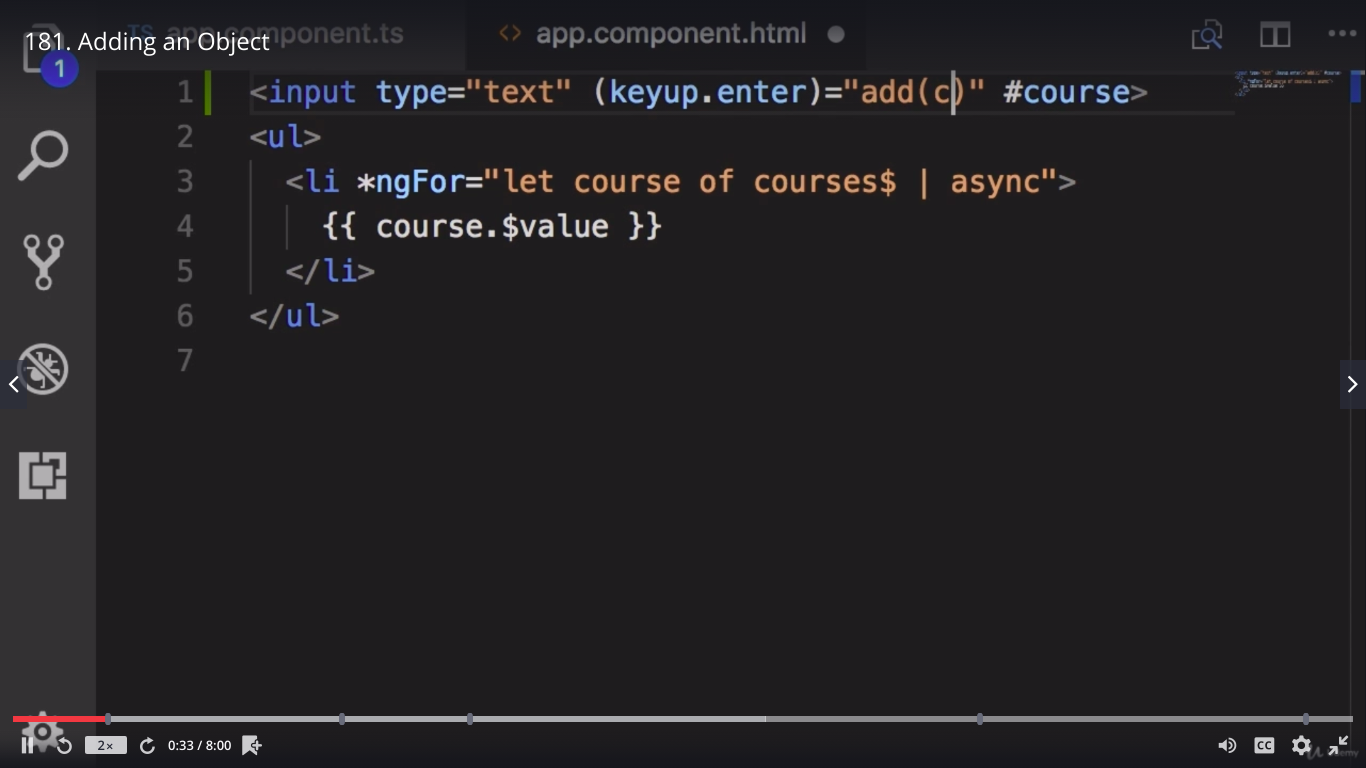 181. Adding an Object
TS app.component.ts
<> app.component.html
1
1 <input type="text" (keyup.enter)="add(c)" #course>
2 <ul>
3 <li *ngFor="let course of courses$ | async">
4 {{ course.$value }}
5 </li>
6 </ul>
7
2×
0:33 / 8:00
CC